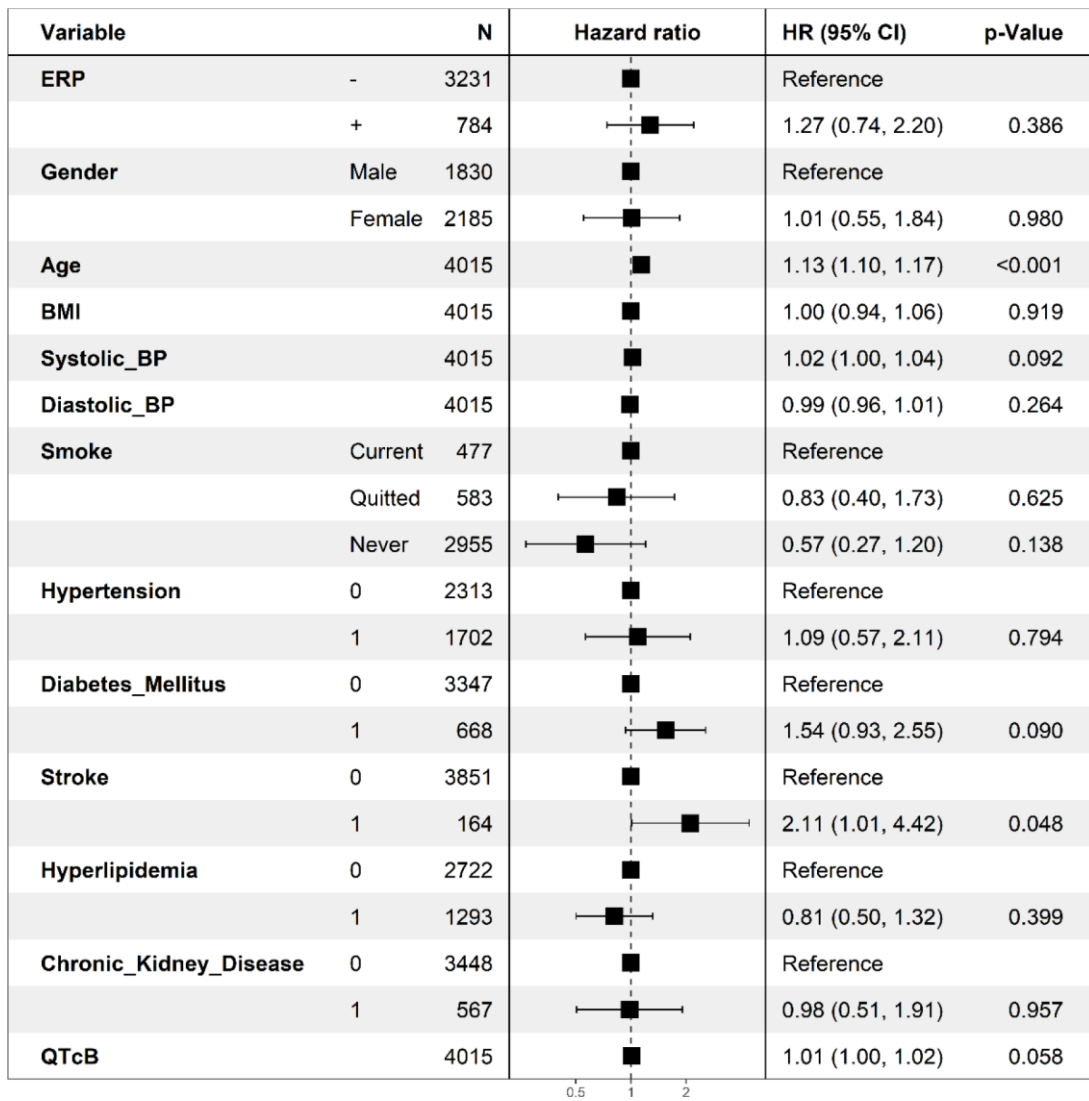 Variable N Hazard ratio HR (95% CI) p-Value
ERP - 3231 Reference
+ 784 1.27 (0.74, 2.20) 0.386
Gender Male 1830 Reference
Female 2185 1.01 (0.55, 1.84) 0.980
Age 4015 1.13 (1.10, 1.17) <0.001
BMI 4015 1.00 (0.94, 1.06) 0.919
Systolic_BP 4015 1.02 (1.00, 1.04) 0.092
Diastolic_BP 4015 0.99 (0.96, 1.01) 0.264
Smoke Current 477 Reference
Quitted 583 0.83 (0.40, 1.73) 0.625
Never 2955 0.57 (0.27, 1.20) 0.138
Hypertension 0 2313 Reference
1 1702 1.09 (0.57, 2.11) 0.794
Diabetes_Mellitus 0 3347 Reference
1 668 1.54 (0.93, 2.55) 0.090
Stroke 0 3851 Reference
1 164 2.11 (1.01, 4.42) 0.048
Hyperlipidemia 0 2722 Reference
1 1293 0.81 (0.50, 1.32) 0.399
Chronic_Kidney_Disease 0 3448 Reference
1 567 0.98 (0.51, 1.91) 0.957
QTcB 4015 1.01 (1.00, 1.02) 0.058
0.5 1 2